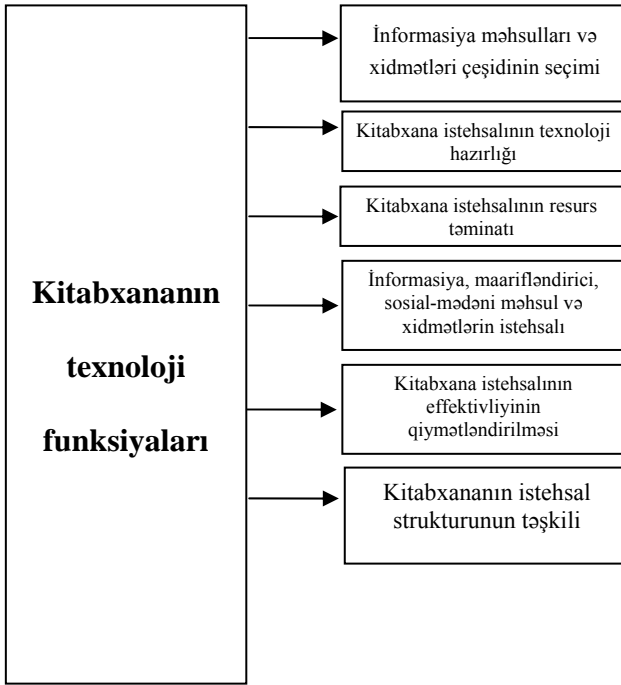 Kitabxananın
texnoloji
funksiyaları
İnformasiya məhsulları və
xidmətləri çeşidinin seçimi
Kitabxana istehsalının texnoloji
hazırlığı
Kitabxana istehsalının resurs
təminatı
İnformasiya, maarifləndirici,
sosial-mədəni məhsul və
xidmətlərin istehsalı
Kitabxana istehsalının
effektivliyinin
qiymətləndirilməsi
Kitabxananın istehsal
strukturunun təşkili